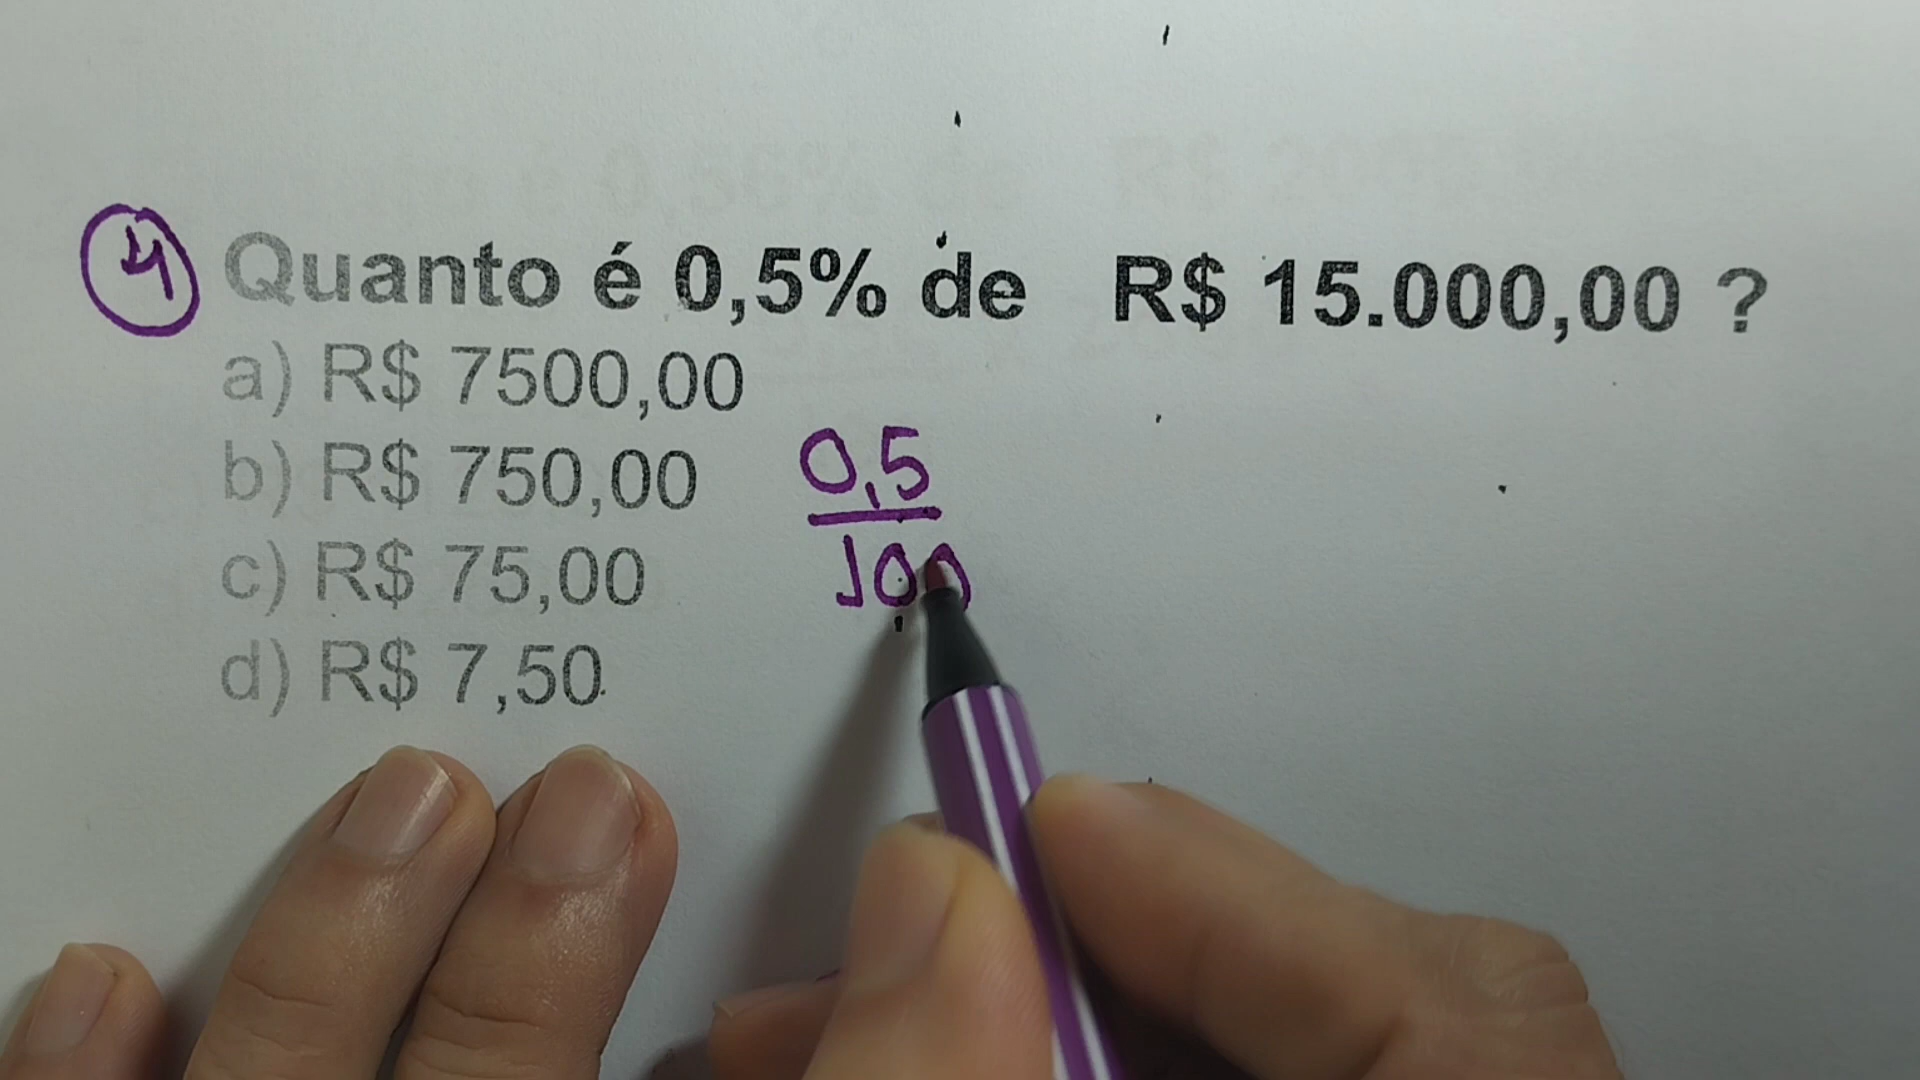 4 Quanto é 0,5% de R$ 15.000,00 ?
a) R$ 7500,00
b) R$ 750,00
c) R$ 75,00
d) R$ 7,50
0,5
100